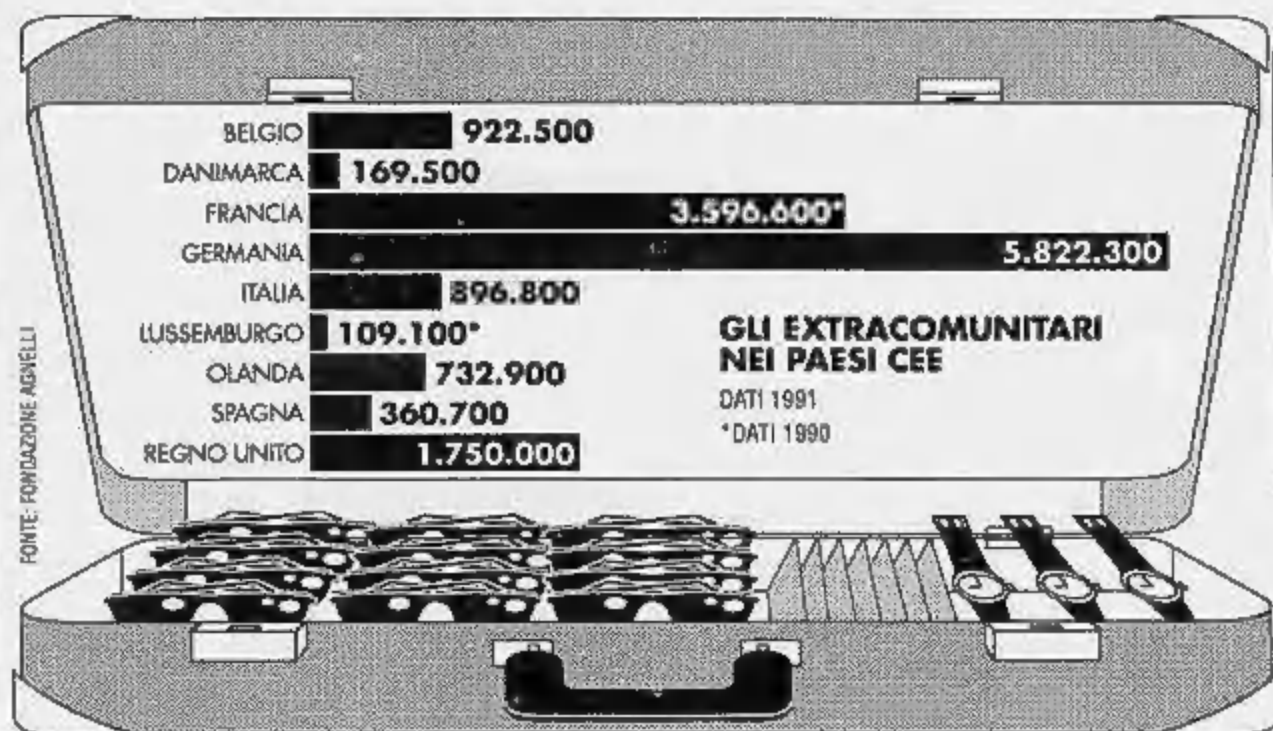 BELGIO 922.500
DANIMARCA 169.500
FRANCIA 3.596.600*
GERMANIA 5.822.300
ITALIA 896.800
LUSSEMBURGO 109.100*
OLANDA 732.900
SPAGNA 360.700
REGNO UNITO 1.750.000
GLI EXTRACOMUNITARI
NEI PAESI CEE
DATI 1991
*DATI 1990
FONTE: FONDAZIONE AGNELLI